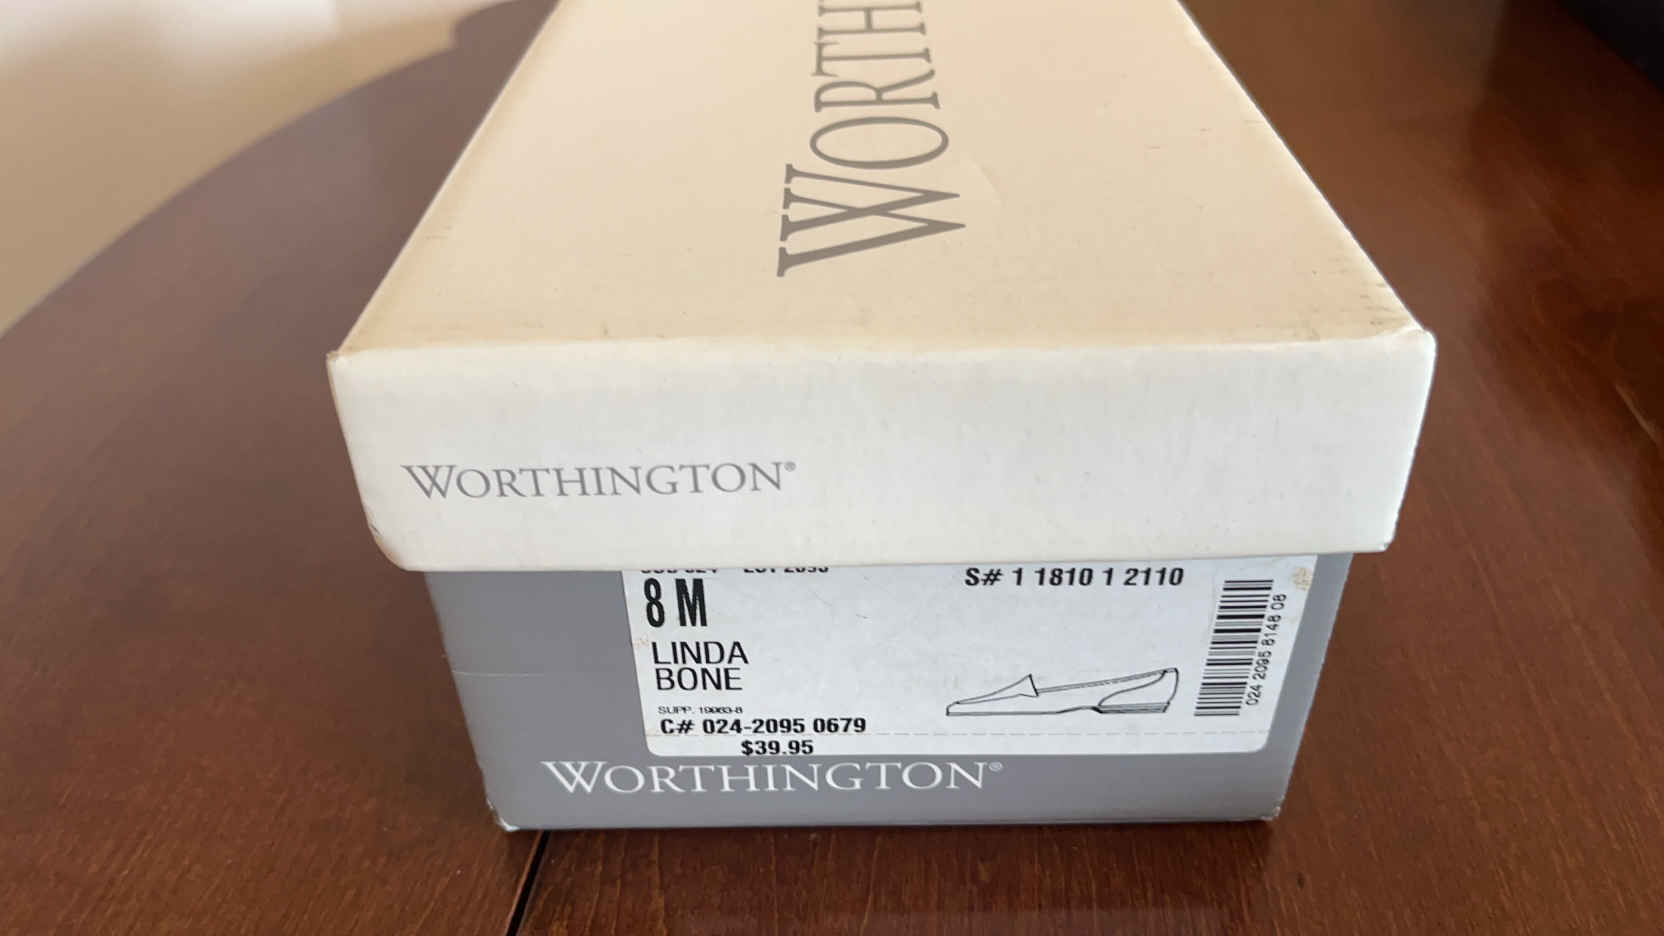 WORTH
WORTHINGTON®
S# 1 1810 1 2110
8 M
LINDA
BONE
SUPP. 19963-8
C# 024-2095 0679
$39.95
024 2095 8148 08
WORTHINGTON®